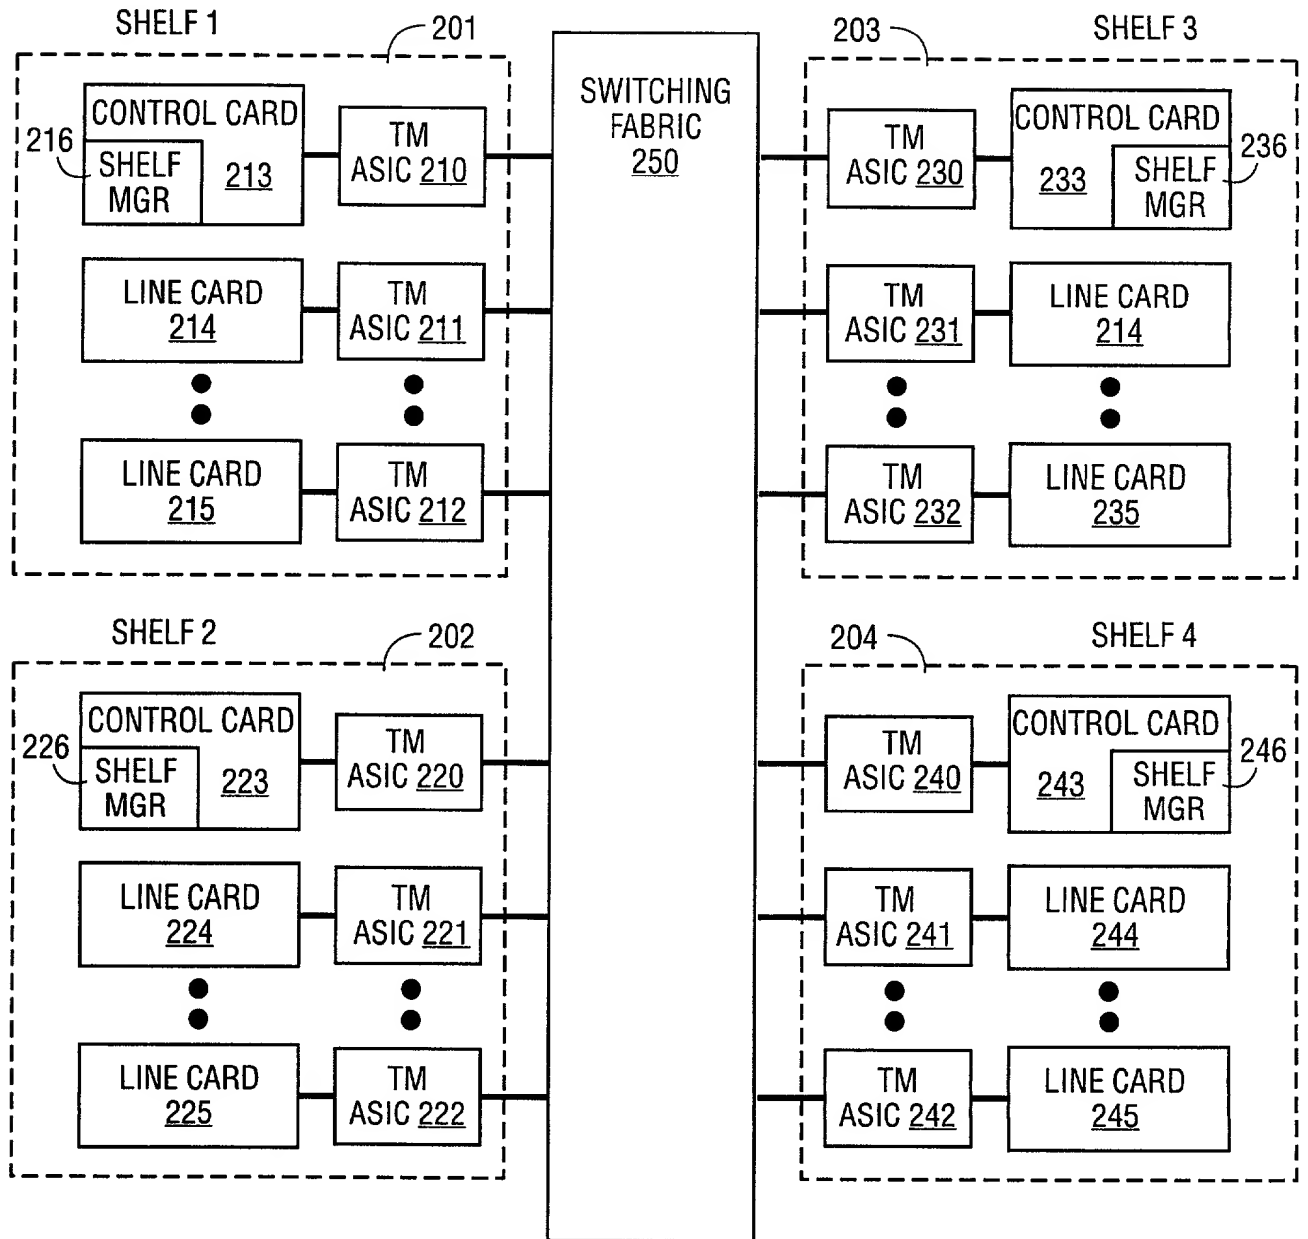 SHELF 1
201
CONTROL CARD
216
SHELF
MGR
213
TM
ASIC 210
LINE CARD
214
TM
ASIC 211
LINE CARD
215
TM
ASIC 212
SHELF 2
202
CONTROL CARD
226
SHELF
MGR
223
TM
ASIC 220
LINE CARD
224
TM
ASIC 221
LINE CARD
225
TM
ASIC 222
SWITCHING
FABRIC
250
203
SHELF 3
TM
ASIC 230
CONTROL CARD
233
SHELF
MGR
236
TM
ASIC 231
LINE CARD
214
TM
ASIC 232
LINE CARD
235
204
SHELF 4
TM
ASIC 240
CONTROL CARD
243
SHELF
MGR
246
TM
ASIC 241
LINE CARD
244
TM
ASIC 242
LINE CARD
245